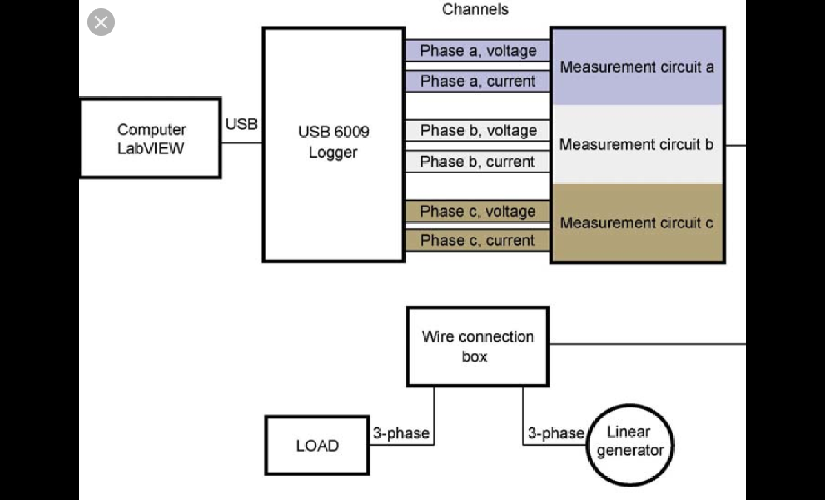 Channels
Phase a, voltage
Phase a, current
Measurement circuit a
Computer
LabVIEW
USB
USB 6009
Logger
Phase b, voltage
Phase b, current
Measurement circuit b
Phase c, voltage
Phase c, current
Measurement circuit c
Wire connection
box
LOAD
3-phase
3-phase
Linear
generator